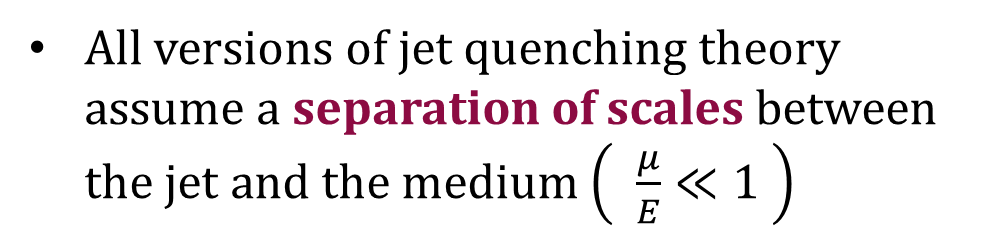 • All versions of jet quenching theory
assume a separation of scales between
the jet and the medium ( μ/E ≪ 1 )